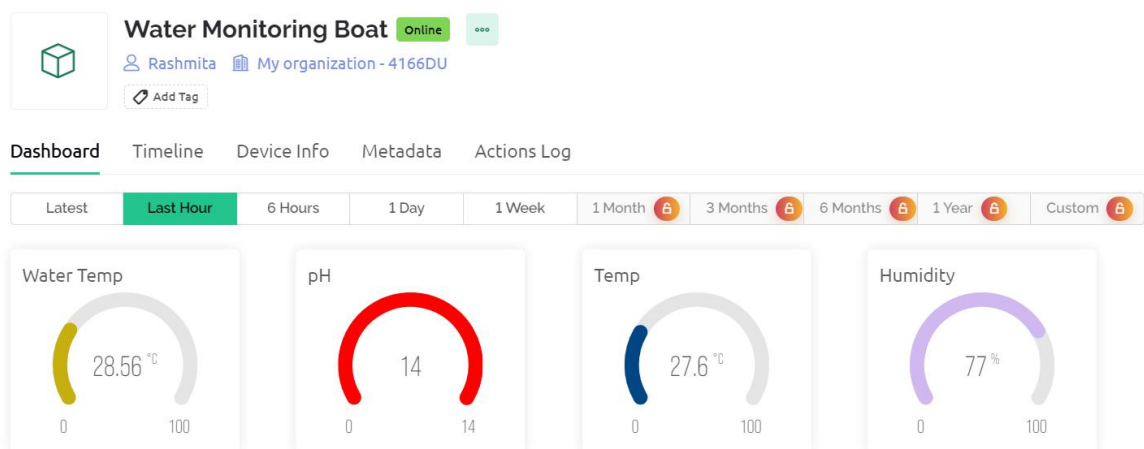 Water Monitoring Boat Online
Rashmita My organization - 4166DU
Add Tag
Dashboard Timeline Device Info Metadata Actions Log
Latest Last Hour 6 Hours 1 Day 1 Week 1 Month 3 Months 6 Months 1 Year Custom
Water Temp pH Temp Humidity
28.56 °C 14 27.6 °C 77 %
0 100 0 14 0 100 0 100